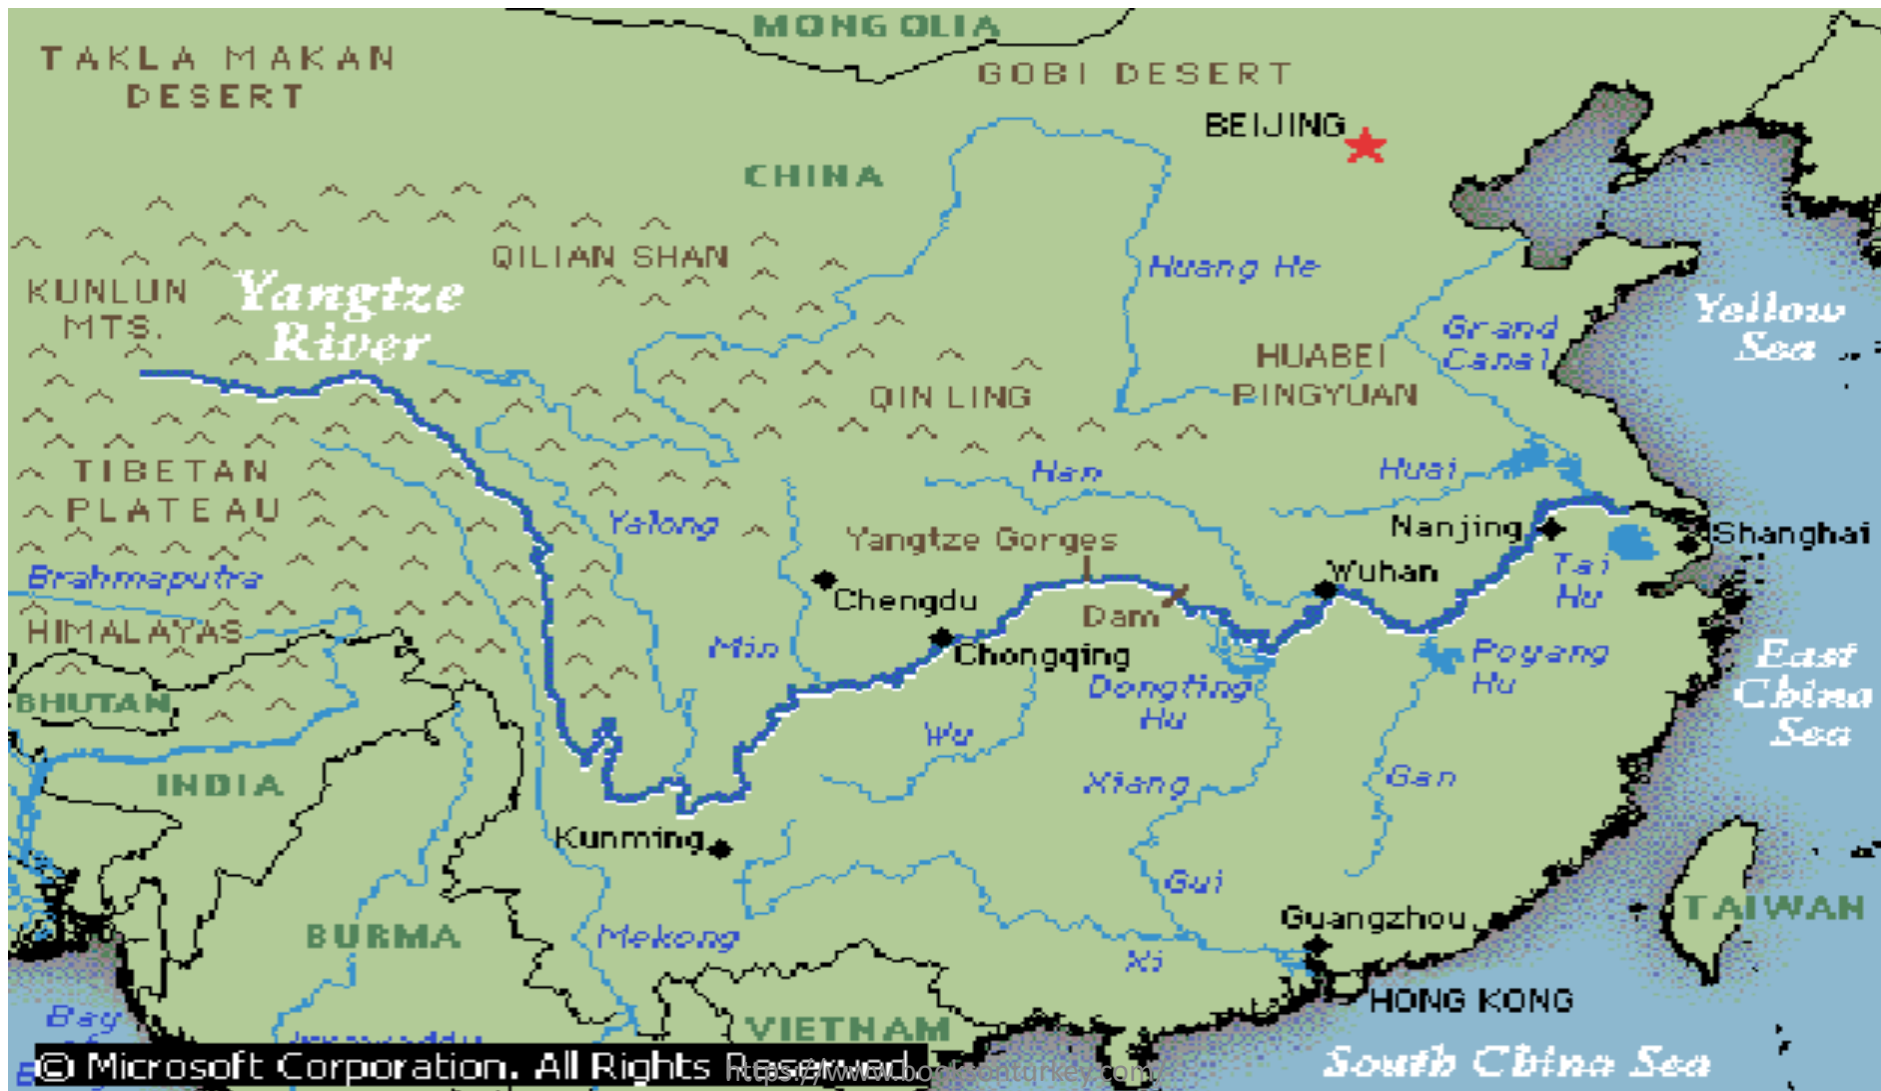 MONGOLIA
TAKLA MAKAN
DESERT
GOBI DESERT
BEIJING
CHINA
QILIAN SHAN
Huang He
KUNLUN
MTS.
Yangtze
River
Yellow
Sea
Grand
Canal
HUABEI
PINGYUAN
QIN LING
TIBETAN
PLATEAU
Han
Huai
Yalong
Yangtze Gorges
Nanjing
Shanghai
Brahmaputra
Tai
Hu
Wuhan
Chengdu
Dam
HIMALAYAS
Min
Chongqing
Poyang
Hu
East
China
Sea
Dongting
Hu
BHUTAN
Wu
INDIA
Xiang
Gan
Kunming
Gui
TAIWAN
Guangzhou
BURMA
Mekong
Xi
HONG KONG
Bay
VIETNAM
South China Sea
© Microsoft Corporation. All Rights Reserved.